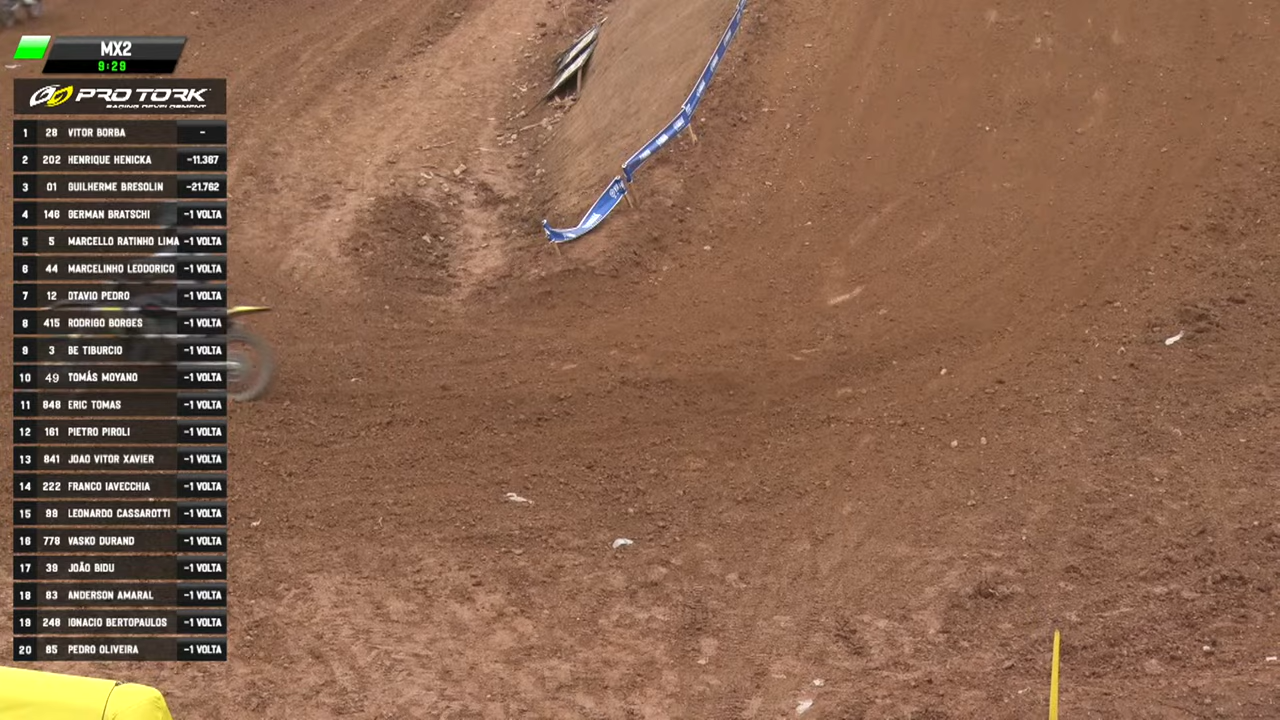 MX2
9:29
PRO TORK
RACING DEVELOPMENT
1 28 VITOR BORBA -
2 202 HENRIQUE HENICKA -11.367
3 01 GUILHERME BRESOLIN -21.762
4 146 GERMAN BRATSCHI -1 VOLTA
5 5 MARCELLO RATINHO LIMA -1 VOLTA
6 44 MARCELINHO LEODORICO -1 VOLTA
7 12 OTAVIO PEDRO -1 VOLTA
8 415 RODRIGO BORGES -1 VOLTA
9 3 BE TIBURCIO -1 VOLTA
10 49 TOMÁS MOYANO -1 VOLTA
11 848 ERIC TOMAS -1 VOLTA
12 161 PIETRO PIROLI -1 VOLTA
13 841 JOAO VITOR XAVIER -1 VOLTA
14 222 FRANCO IAVECCHIA -1 VOLTA
15 99 LEONARDO CASSAROTTI -1 VOLTA
16 778 VASKO DURAND -1 VOLTA
17 39 JOÃO BIDU -1 VOLTA
18 83 ANDERSON AMARAL -1 VOLTA
19 248 IGNACIO BERTOPAULOS -1 VOLTA
20 85 PEDRO OLIVEIRA -1 VOLTA